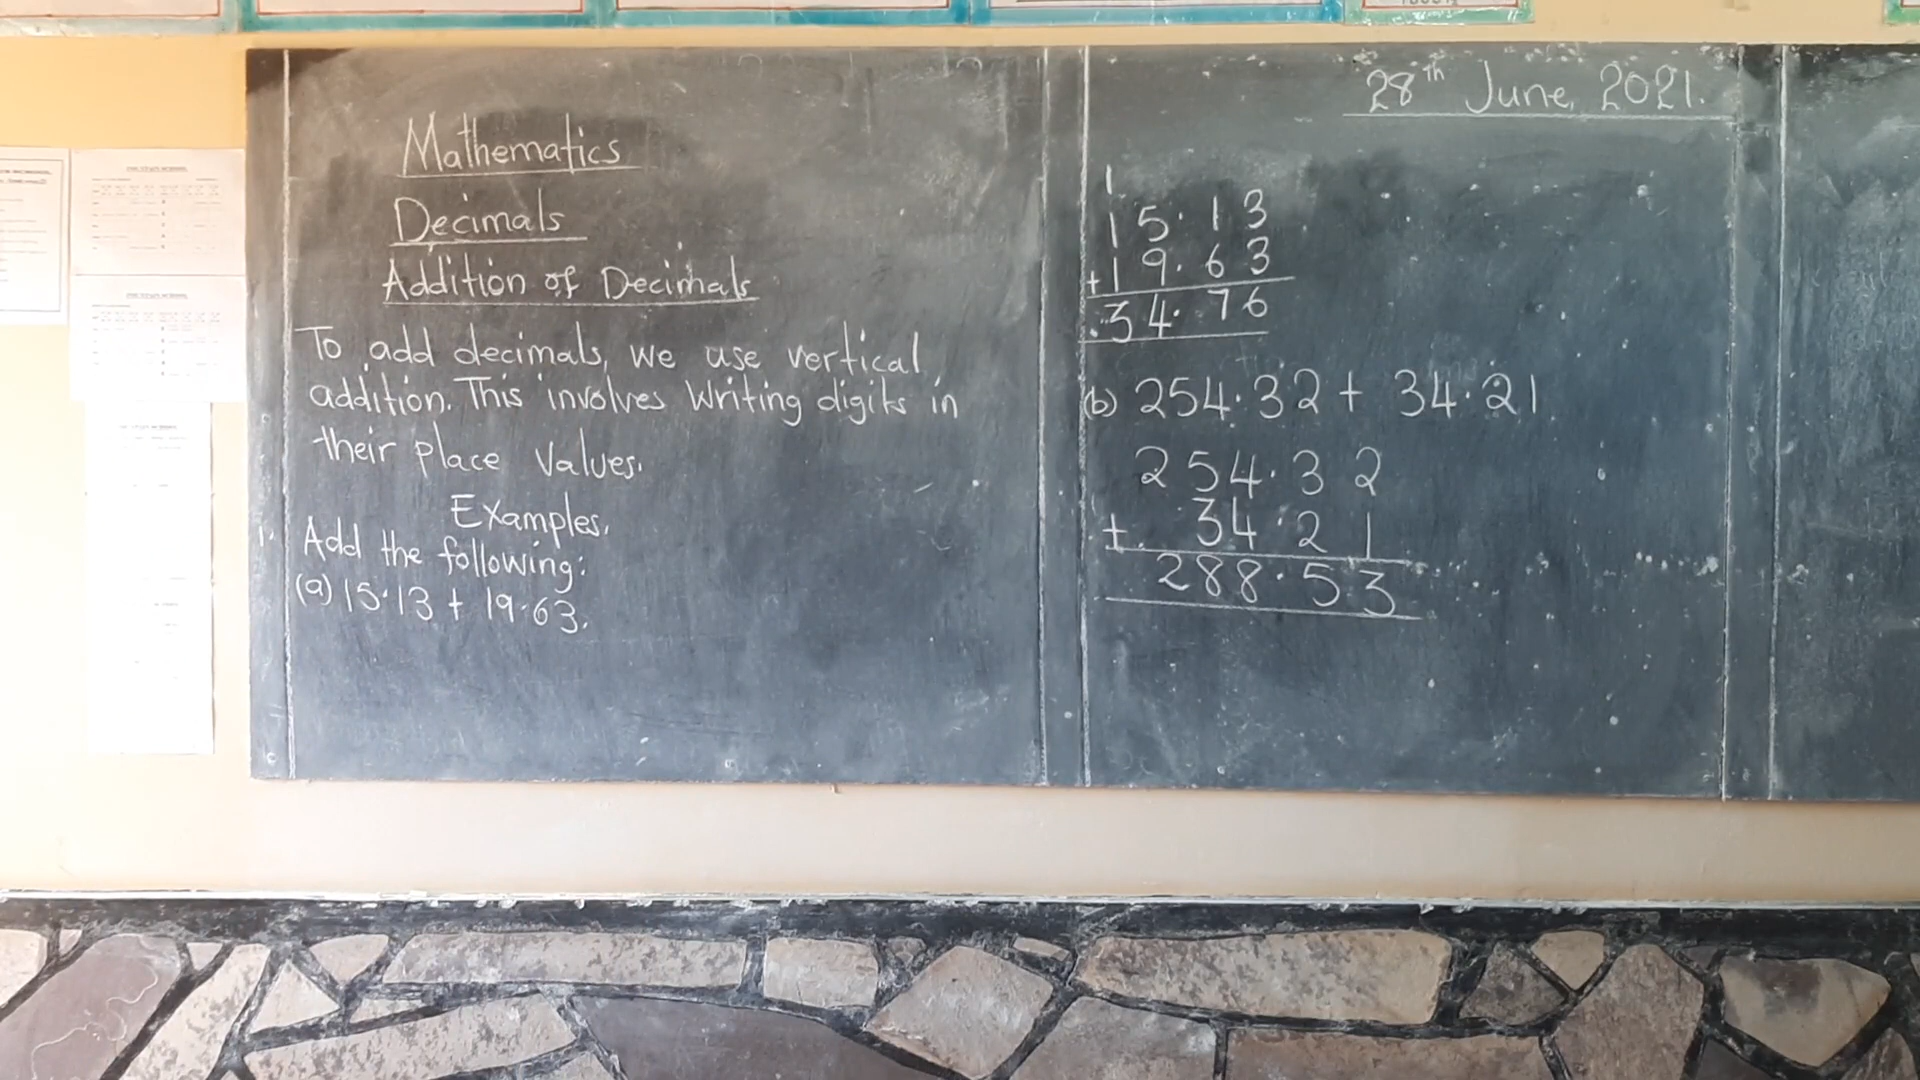 Mathematics
Decimals
Addition of Decimals
To add decimals, we use vertical
addition. This involves Writing digits in
their place Values.
Examples.
1. Add the following:
(a) 15·13 + 19·63.
28th June, 2021.
1
15·13
+19·63
34·76
(b) 254·32 + 34·21
254·32
+ 34·21
288·53